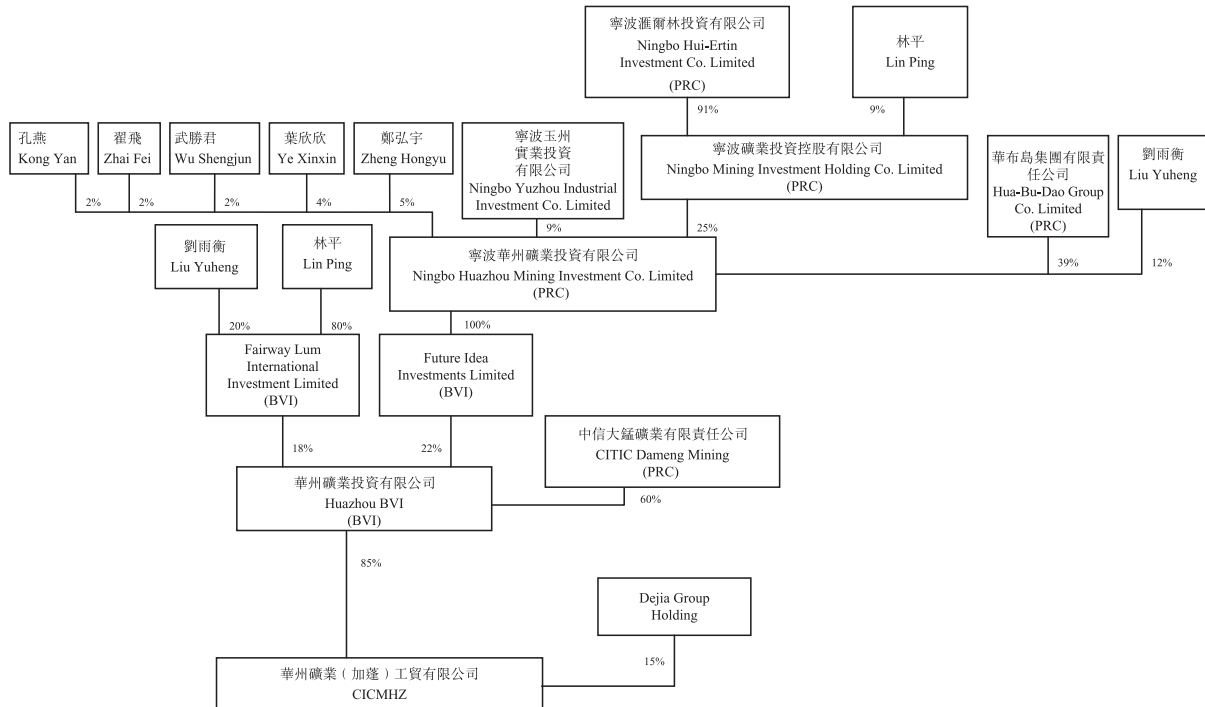 寧波滙爾林投資有限公司
Ningbo Hui-Ertin
Investment Co. Limited
(PRC)
林平
Lin Ping
91%
9%
孔燕
Kong Yan
翟飛
Zhai Fei
武勝君
Wu Shengjun
葉欣欣
Ye Xinxin
鄭弘宇
Zheng Hongyu
寧波玉州
實業投資
有限公司
Ningbo Yuzhou Industrial
Investment Co. Limited
寧波礦業投資控股有限公司
Ningbo Mining Investment Holding Co. Limited
(PRC)
華布島集團有限責
任公司
Hua-Bu-Dao Group
Co. Limited
(PRC)
劉雨衡
Liu Yuheng
2%
2%
2%
4%
5%
9%
25%
39%
12%
劉雨衡
Liu Yuheng
林平
Lin Ping
寧波華州礦業投資有限公司
Ningbo Huazhou Mining Investment Co. Limited
(PRC)
20%
80%
100%
Fairway Lum
International
Investment Limited
(BVI)
Future Idea
Investments Limited
(BVI)
18%
22%
中信大錳礦業有限責任公司
CITIC Dameng Mining
(PRC)
60%
華州礦業投資有限公司
Huazhou BVI
(BVI)
85%
Dejia Group
Holding
15%
華州礦業（加蓬）工貿有限公司
CICMHZ